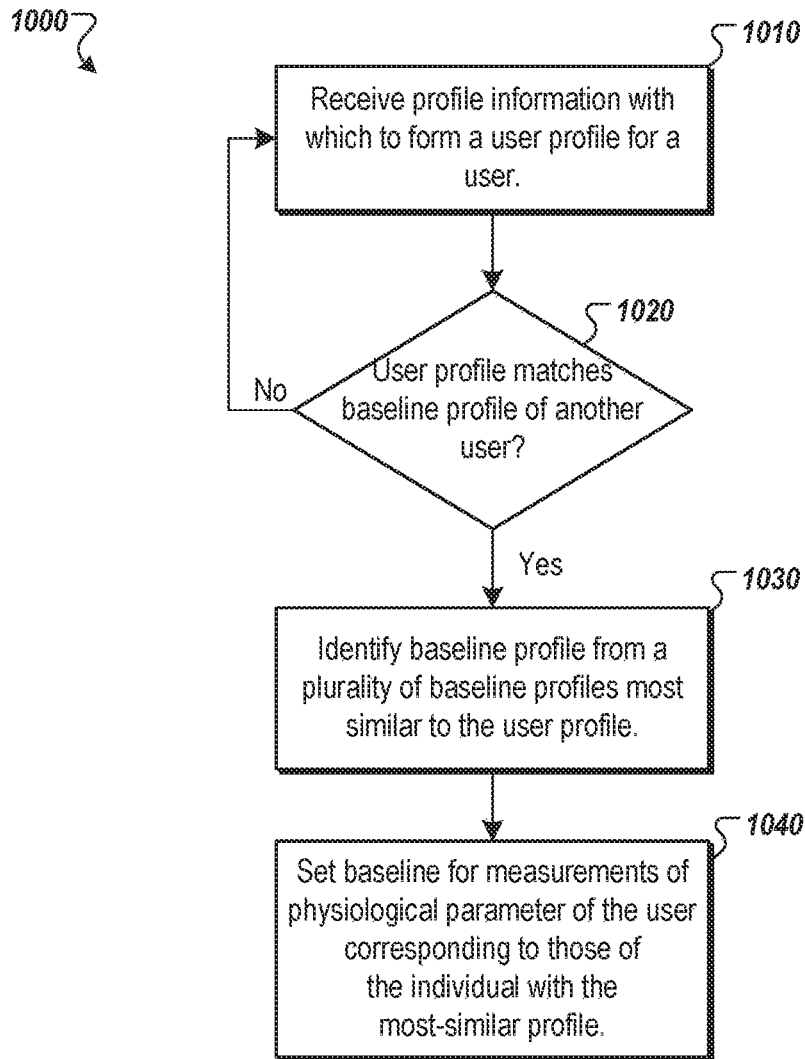 1000
1010
Receive profile information with
which to form a user profile for a
user.
1020
User profile matches
baseline profile of another
user?
No
Yes
1030
Identify baseline profile from a
plurality of baseline profiles most
similar to the user profile.
1040
Set baseline for measurements of
physiological parameter of the user
corresponding to those of
the individual with the
most-similar profile.